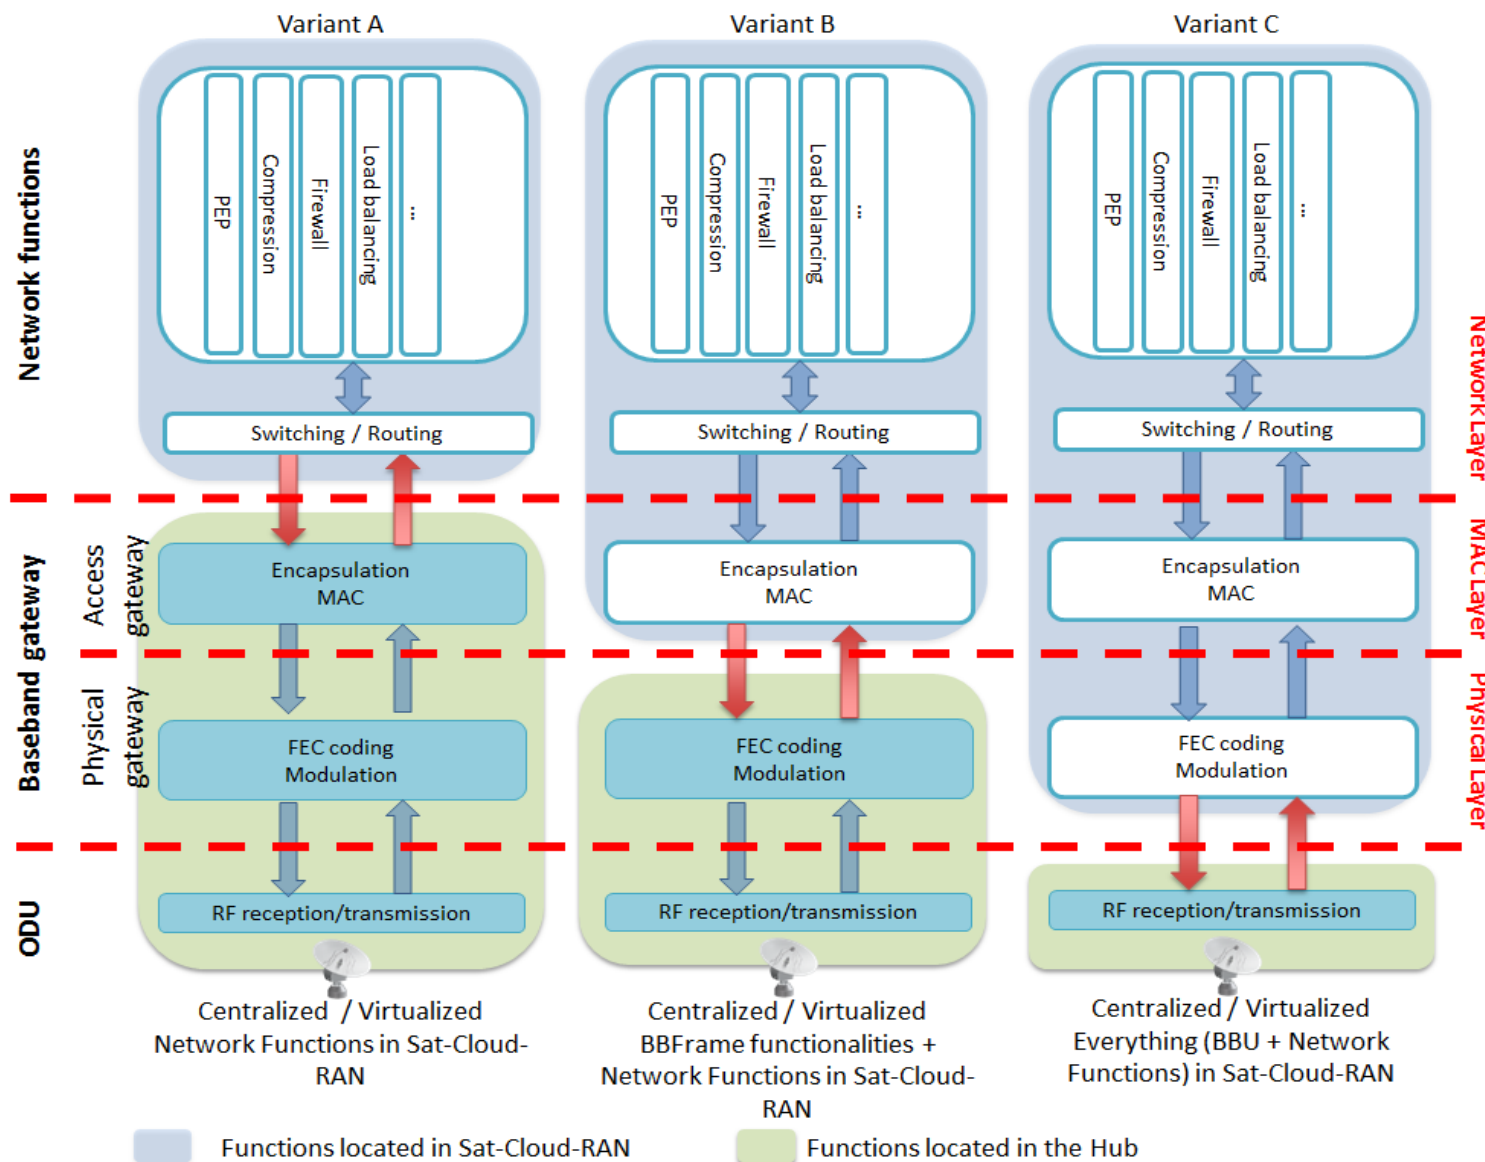 Variant A
Variant B
Variant C
Network functions
PEP
Compression
Firewall
Load balancing
...
PEP
Compression
Firewall
Load balancing
...
PEP
Compression
Firewall
Load balancing
...
Switching / Routing
Switching / Routing
Switching / Routing
Network Layer
Baseband gateway
Access
gateway
Encapsulation
MAC
Encapsulation
MAC
Encapsulation
MAC
MAC Layer
Physical
gateway
FEC coding
Modulation
FEC coding
Modulation
FEC coding
Modulation
Physical Layer
ODU
RF reception/transmission
RF reception/transmission
RF reception/transmission
Centralized / Virtualized
Network Functions in Sat-Cloud-
RAN
Centralized / Virtualized
BBFrame functionalities +
Network Functions in Sat-Cloud-
RAN
Centralized / Virtualized
Everything (BBU + Network
Functions) in Sat-Cloud-RAN
Functions located in Sat-Cloud-RAN
Functions located in the Hub